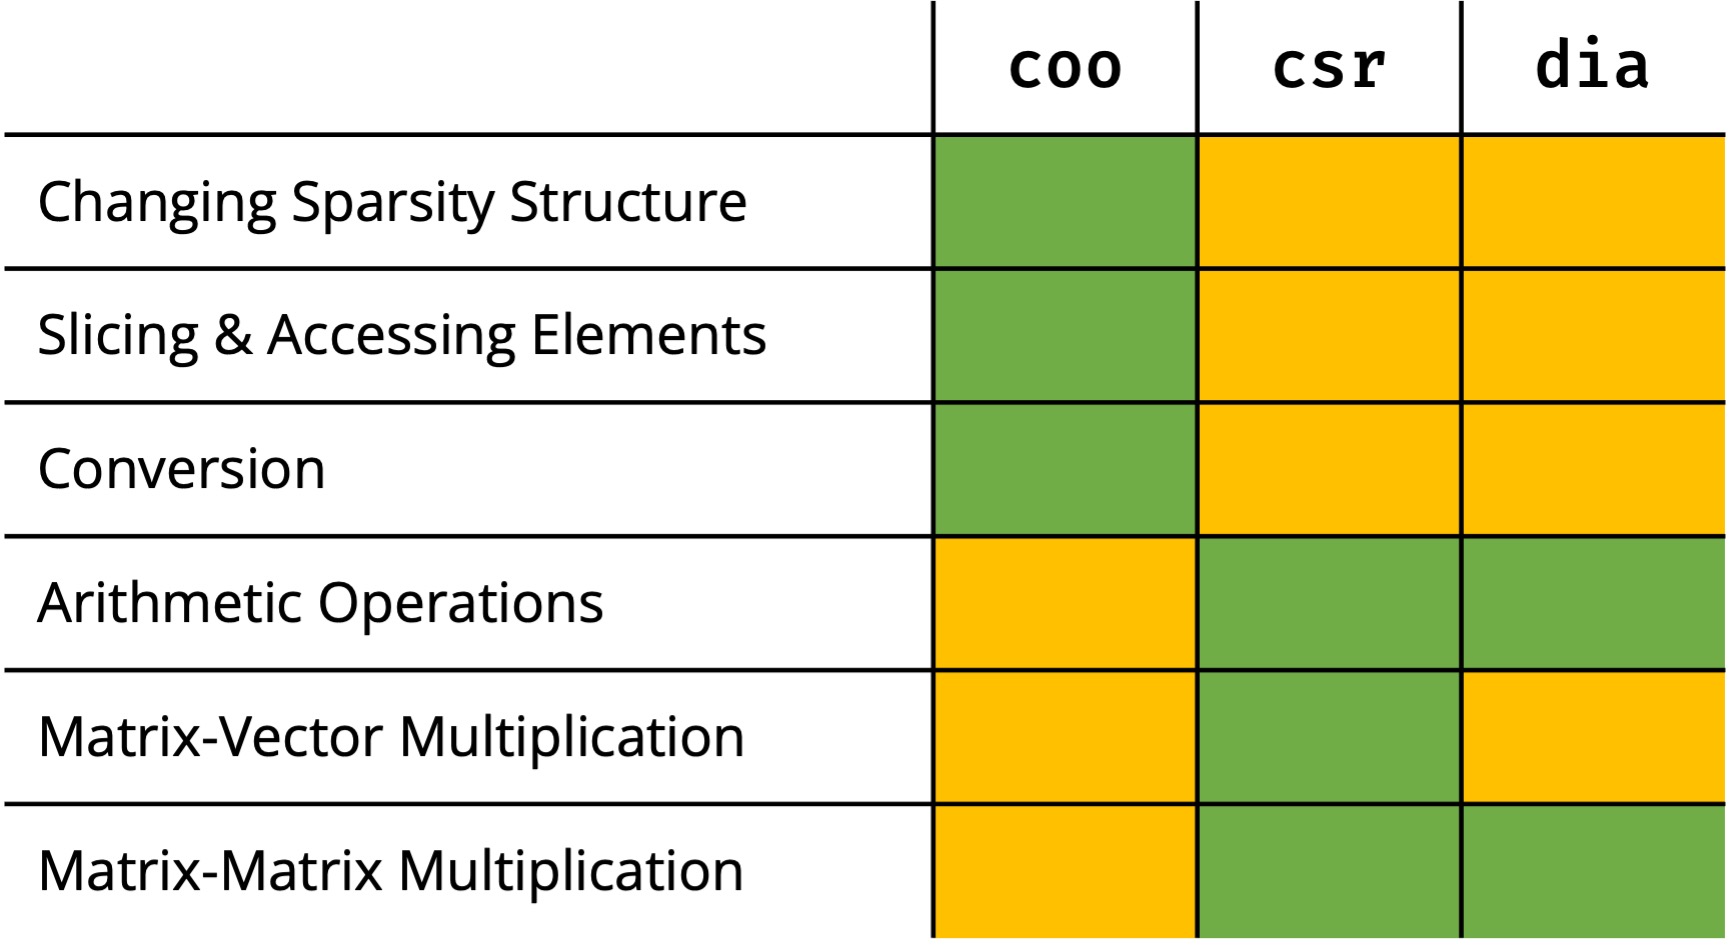 coo csr dia
Changing Sparsity Structure
Slicing & Accessing Elements
Conversion
Arithmetic Operations
Matrix-Vector Multiplication
Matrix-Matrix Multiplication